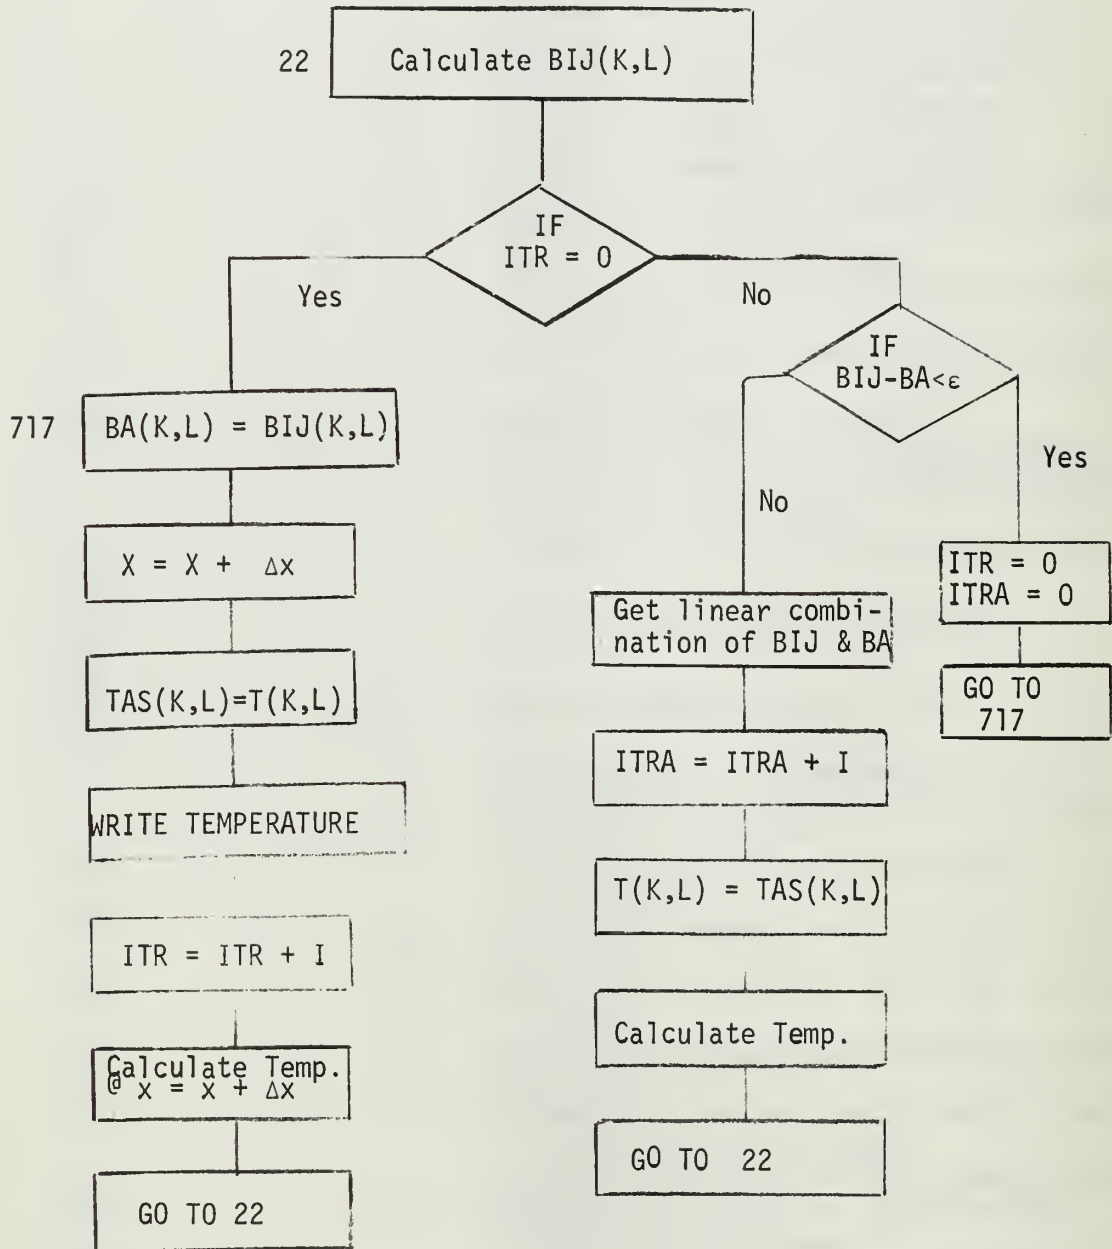 22
Calculate BIJ(K,L)
IF
ITR = 0
Yes
No
IF
BIJ-BA<ε
717
BA(K,L) = BIJ(K,L)
Yes
No
X = X + Δx
ITR = 0
ITRA = 0
Get linear combi-
nation of BIJ & BA
TAS(K,L)=T(K,L)
GO TO
717
ITRA = ITRA + I
WRITE TEMPERATURE
T(K,L) = TAS(K,L)
ITR = ITR + I
Calculate Temp.
Calculate Temp.
@ x = x + Δx
GO TO 22
GO TO 22